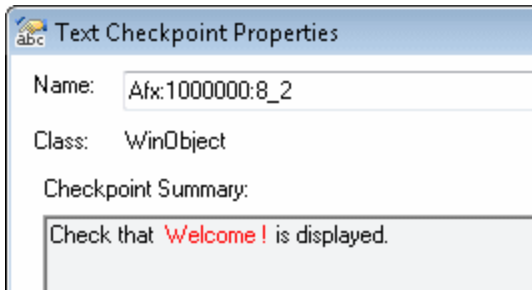 abc Text Checkpoint Properties
Name: Afx:1000000:8_2
Class: WinObject
Checkpoint Summary:
Check that Welcome ! is displayed.